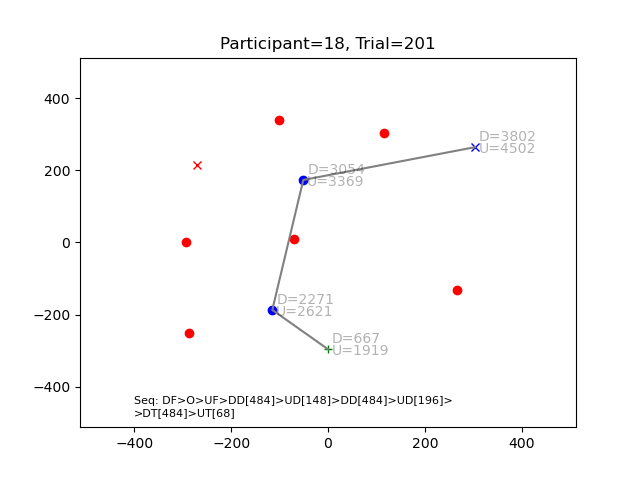 Participant=18, Trial=201
400
200
0
−200
−400
D=3802
U=4502
D=3054
U=3369
D=2271
U=2621
D=667
U=1919
Seq: DF>O>UF>DD[484]>UD[148]>DD[484]>UD[196]>
>DT[484]>UT[68]
−400
−200
0
200
400